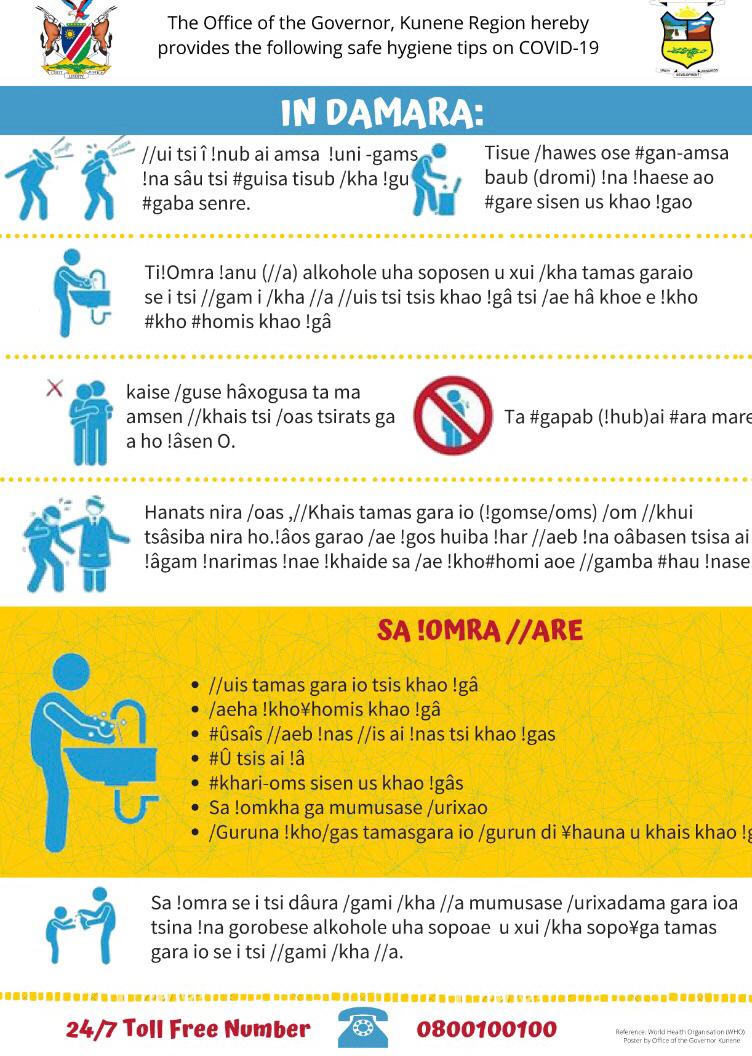 The Office of the Governor, Kunene Region hereby
provides the following safe hygiene tips on COVID-19
IN DAMARA:
//ui tsi î !nub ai amsa !uni -gams
!na sâu tsi #guisa tisub /kha !gu
#gaba senre.
Tisue /hawes ose #gan-amsa
baub (dromi) !na !haese ao
#gare sisen us khao !gao
Ti!Omra !anu (//a) alkohole uha soposen u xui /kha tamas garaio
se i tsi //gam i /kha //a //uis tsi tsis khao !gâ tsi /ae hâ khoe e !kho
#kho #homis khao !gâ
kaise /guse hâxogusa ta ma
amsen //khais tsi /oas tsirats ga
a ho !âsen O.
Ta #gapab (!hub)ai #ara mare
Hanats nira /oas ,//Khais tamas gara io (!gomse/oms) /om //khui
tsâsiba nira ho.!âos garao /ae !gos huiba !har //aeb !na oâbasen tsisa ai
!âgam !narimas !nae !khaide sa /ae !kho#homi aoe //gamba #hau !nase
SA !OMRA //ARE
• //uis tamas gara io tsis khao !gâ
• /aeha !kho¥homis khao !gâ
• #ûsaîs //aeb !nas //is ai !nas tsi khao !gas
• #Û tsis ai !â
• #khari-oms sisen us khao !gâs
• Sa !omkha ga mumusase /urixao
• /Guruna !kho/gas tamasgara io /gurun di ¥hauna u khais khao
Sa !omra se i tsi dâura /gami /kha //a mumusase /urixadama gara ioa
tsina !na gorobese alkohole uha sopoae u xui /kha sopo¥ga tamas
gara io se i tsi //gami /kha //a.
24/7 Toll Free Number
0800100100
Reference: World Health Organisation (WHO)
Poster by Office of the Governor Kunene